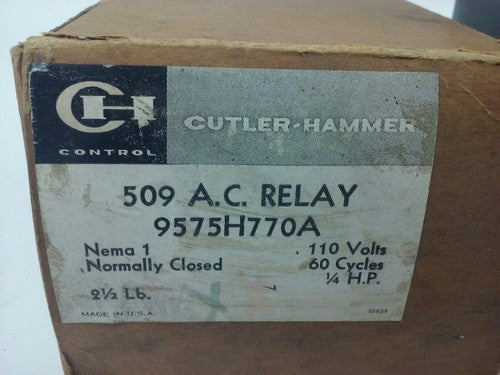 CH
CONTROL
CUTLER-HAMMER
509 A.C. RELAY
9575H770A
Nema 1 110 Volts
Normally Closed 60 Cycles
2½ Lb. ¼ H.P.
MADE IN U.S.A.